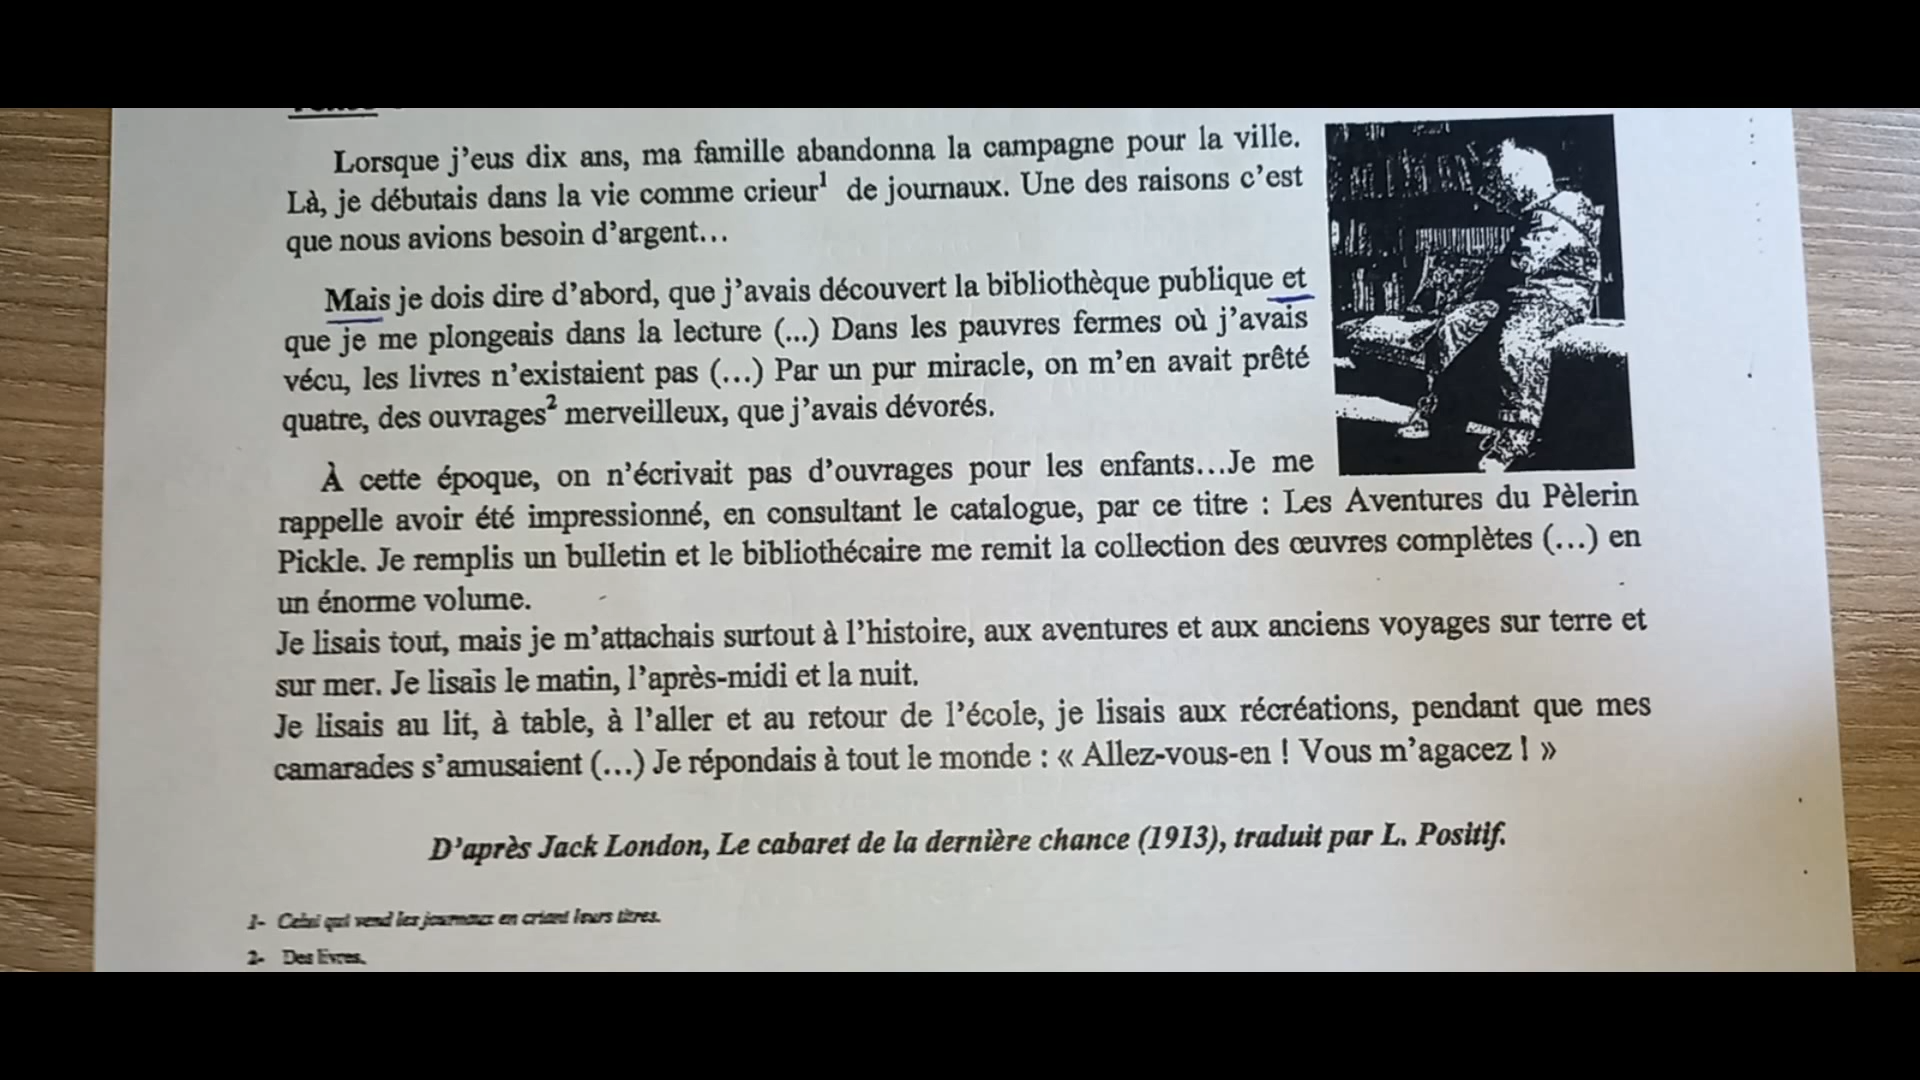 Lorsque j'eus dix ans, ma famille abandonna la campagne pour la ville.
Là, je débutais dans la vie comme crieur¹ de journaux. Une des raisons c'est
que nous avions besoin d'argent…
Mais je dois dire d'abord, que j'avais découvert la bibliothèque publique et
que je me plongeais dans la lecture (...) Dans les pauvres fermes où j'avais
vécu, les livres n'existaient pas (…) Par un pur miracle, on m'en avait prêté
quatre, des ouvrages² merveilleux, que j'avais dévorés.
À cette époque, on n'écrivait pas d'ouvrages pour les enfants…Je me
rappelle avoir été impressionné, en consultant le catalogue, par ce titre : Les Aventures du Pèlerin
Pickle. Je remplis un bulletin et le bibliothécaire me remit la collection des œuvres complètes (…) en
un énorme volume.
Je lisais tout, mais je m'attachais surtout à l'histoire, aux aventures et aux anciens voyages sur terre et
sur mer. Je lisais le matin, l'après-midi et la nuit.
Je lisais au lit, à table, à l'aller et au retour de l'école, je lisais aux récréations, pendant que mes
camarades s'amusaient (…) Je répondais à tout le monde : « Allez-vous-en ! Vous m'agacez ! »
D'après Jack London, Le cabaret de la dernière chance (1913), traduit par L. Positif.
1- Celui qui vend les journaux en criant leurs titres.
2- Des livres.